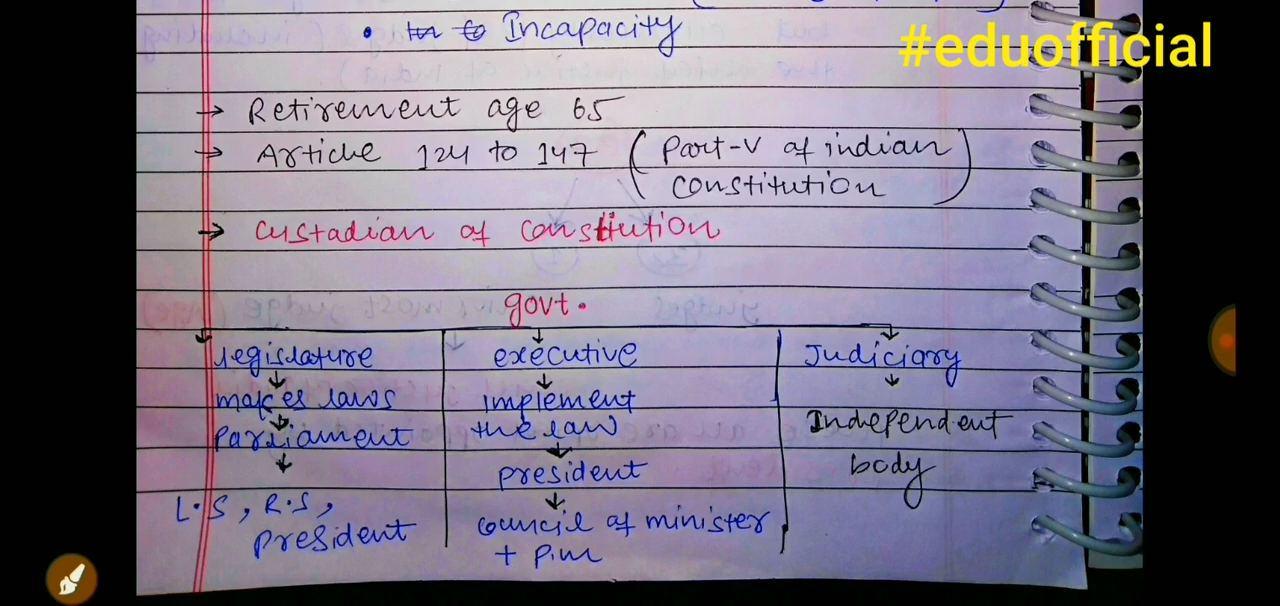 #eduofficial
• Incapacity
→ Retirement age 65
→ Article 124 to 147 (Part-V of indian
constitution)
→ custadian of constitution
govt.
legislature
makes laws
Parliament
L.S, R.S,
president
executive
implement
the law
president
council of minister
+ P.m
Judiciary
Independent
body